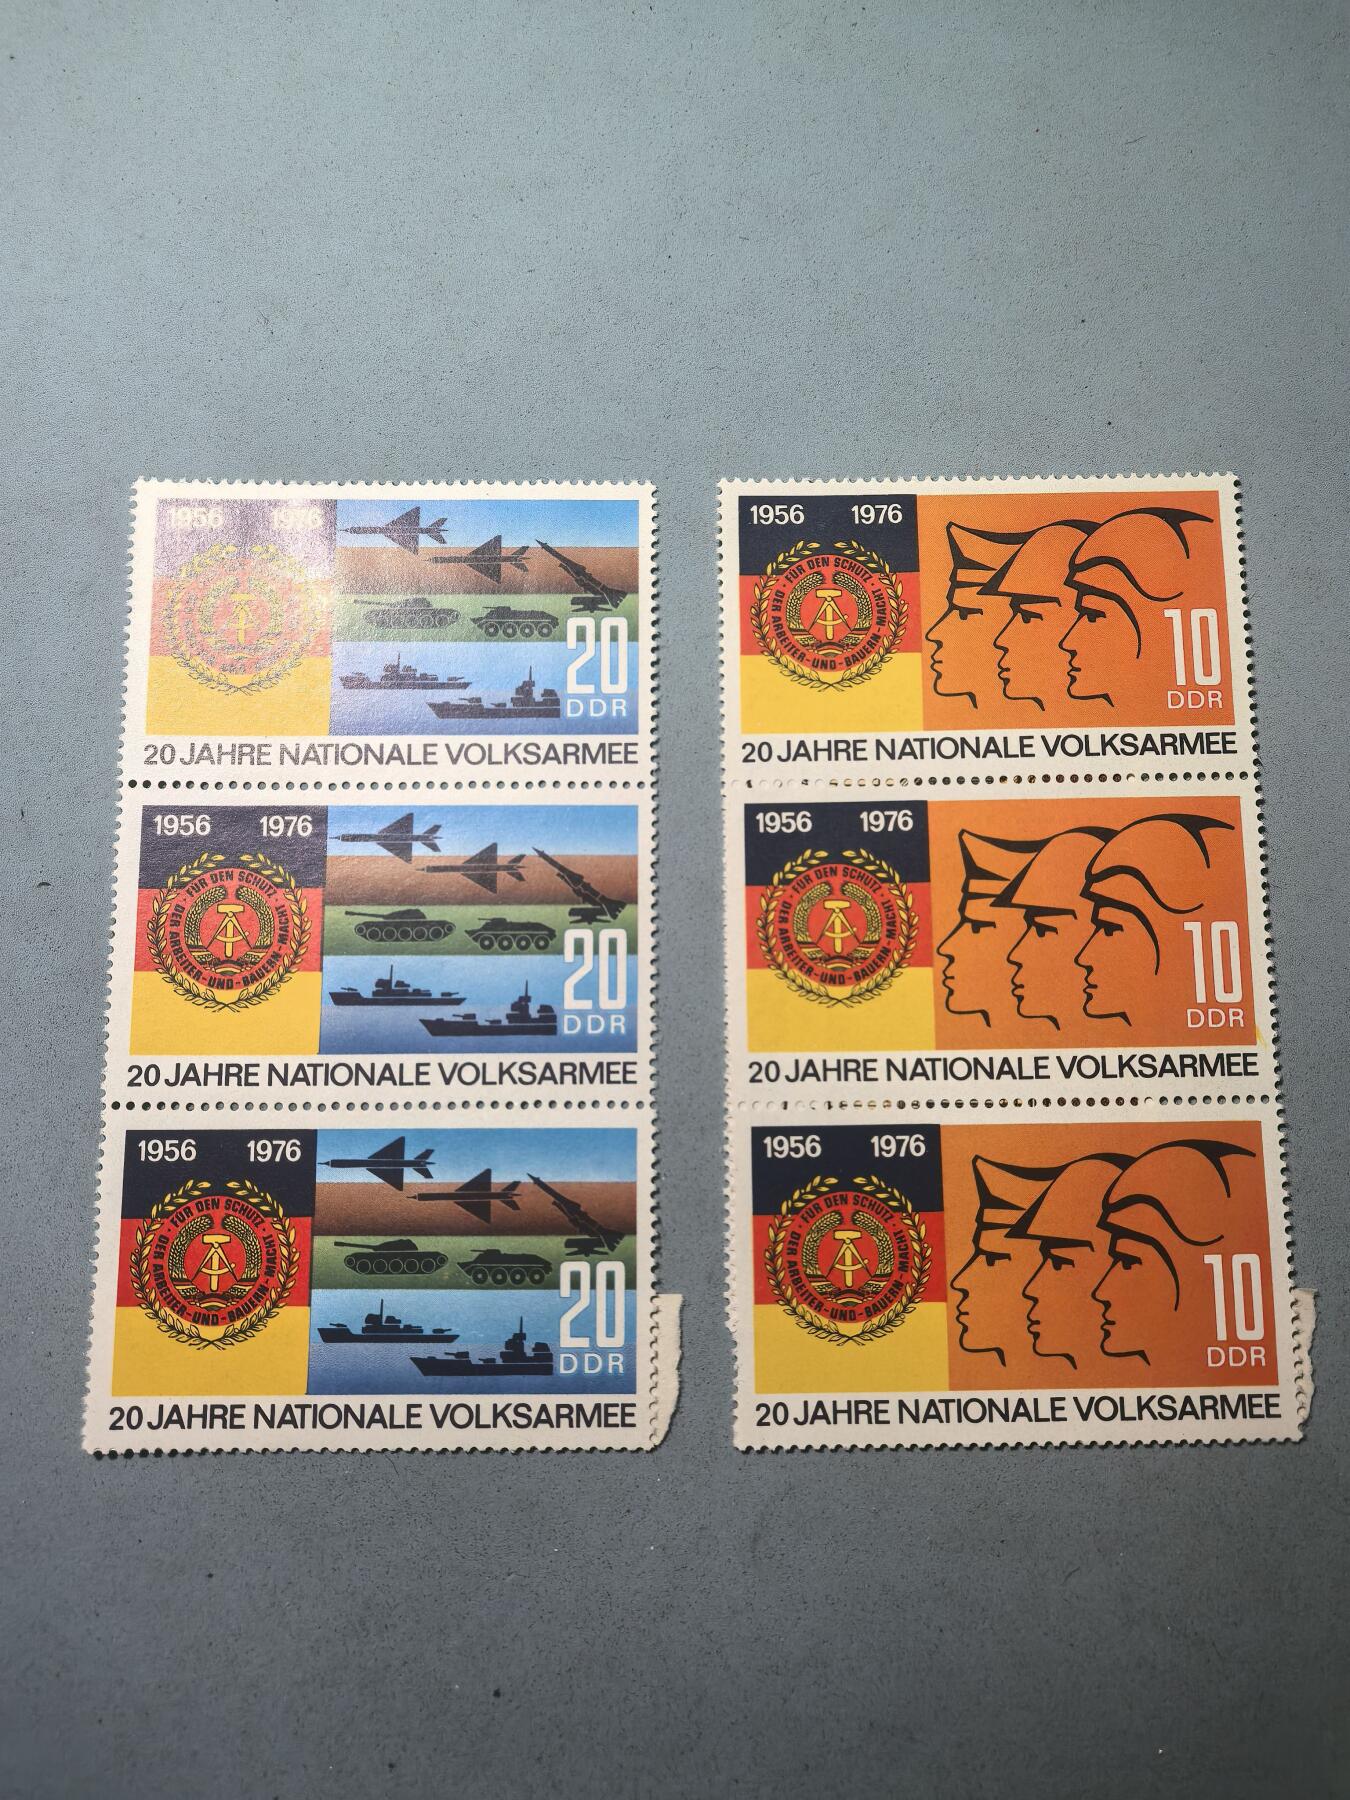 1956 1976
20
DDR
20 JAHRE NATIONALE VOLKSARMEE
1956 1976
FÜR DEN SCHUTZ
DER ARBEITER-UND-BAUERN-MACHT
20
DDR
20 JAHRE NATIONALE VOLKSARMEE
1956 1976
FÜR DEN SCHUTZ
DER ARBEITER-UND-BAUERN-MACHT
20
DDR
20 JAHRE NATIONALE VOLKSARMEE
1956 1976
FÜR DEN SCHUTZ
DER ARBEITER-UND-BAUERN-MACHT
10
DDR
20 JAHRE NATIONALE VOLKSARMEE
1956 1976
FÜR DEN SCHUTZ
DER ARBEITER-UND-BAUERN-MACHT
10
DDR
20 JAHRE NATIONALE VOLKSARMEE
1956 1976
FÜR DEN SCHUTZ
DER ARBEITER-UND-BAUERN-MACHT
10
DDR
20 JAHRE NATIONALE VOLKSARMEE